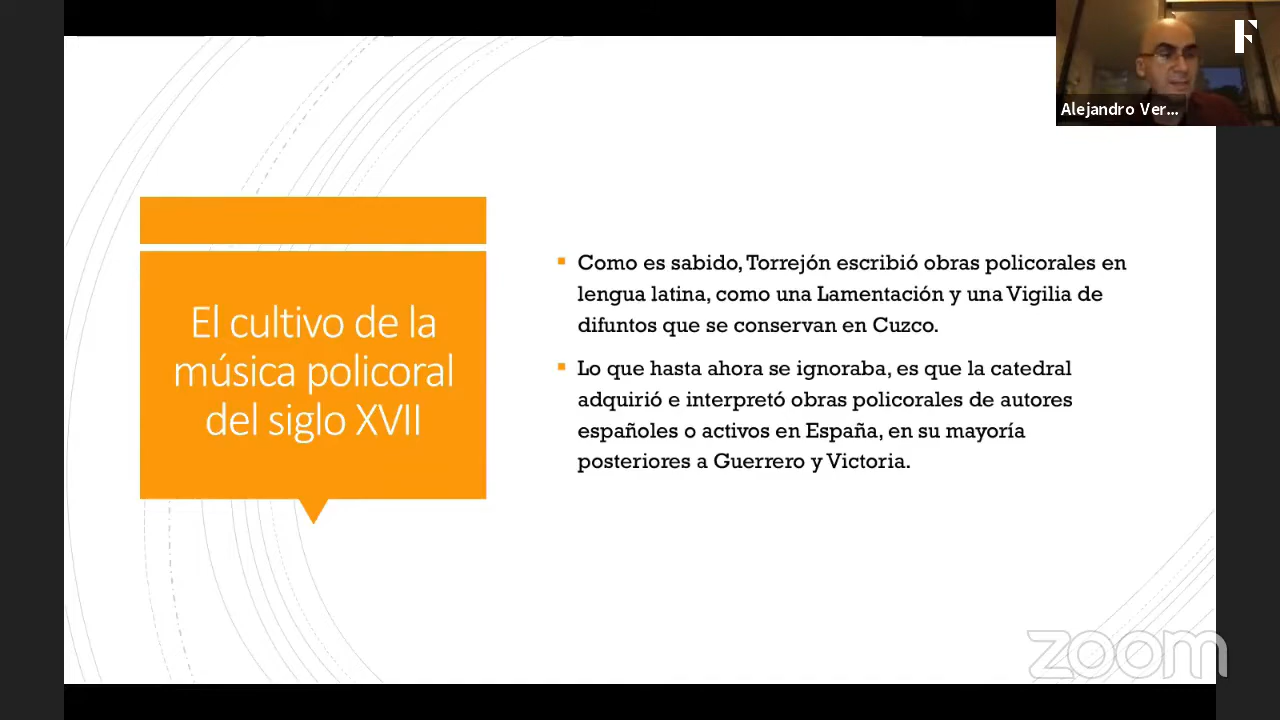 F
Alejandro Ver...
El cultivo de la
música policoral
del siglo XVII
Como es sabido, Torrejón escribió obras policorales en
lengua latina, como una Lamentación y una Vigilia de
difuntos que se conservan en Cuzco.
Lo que hasta ahora se ignoraba, es que la catedral
adquirió e interpretó obras policorales de autores
españoles o activos en España, en su mayoría
posteriores a Guerrero y Victoria.
zoom